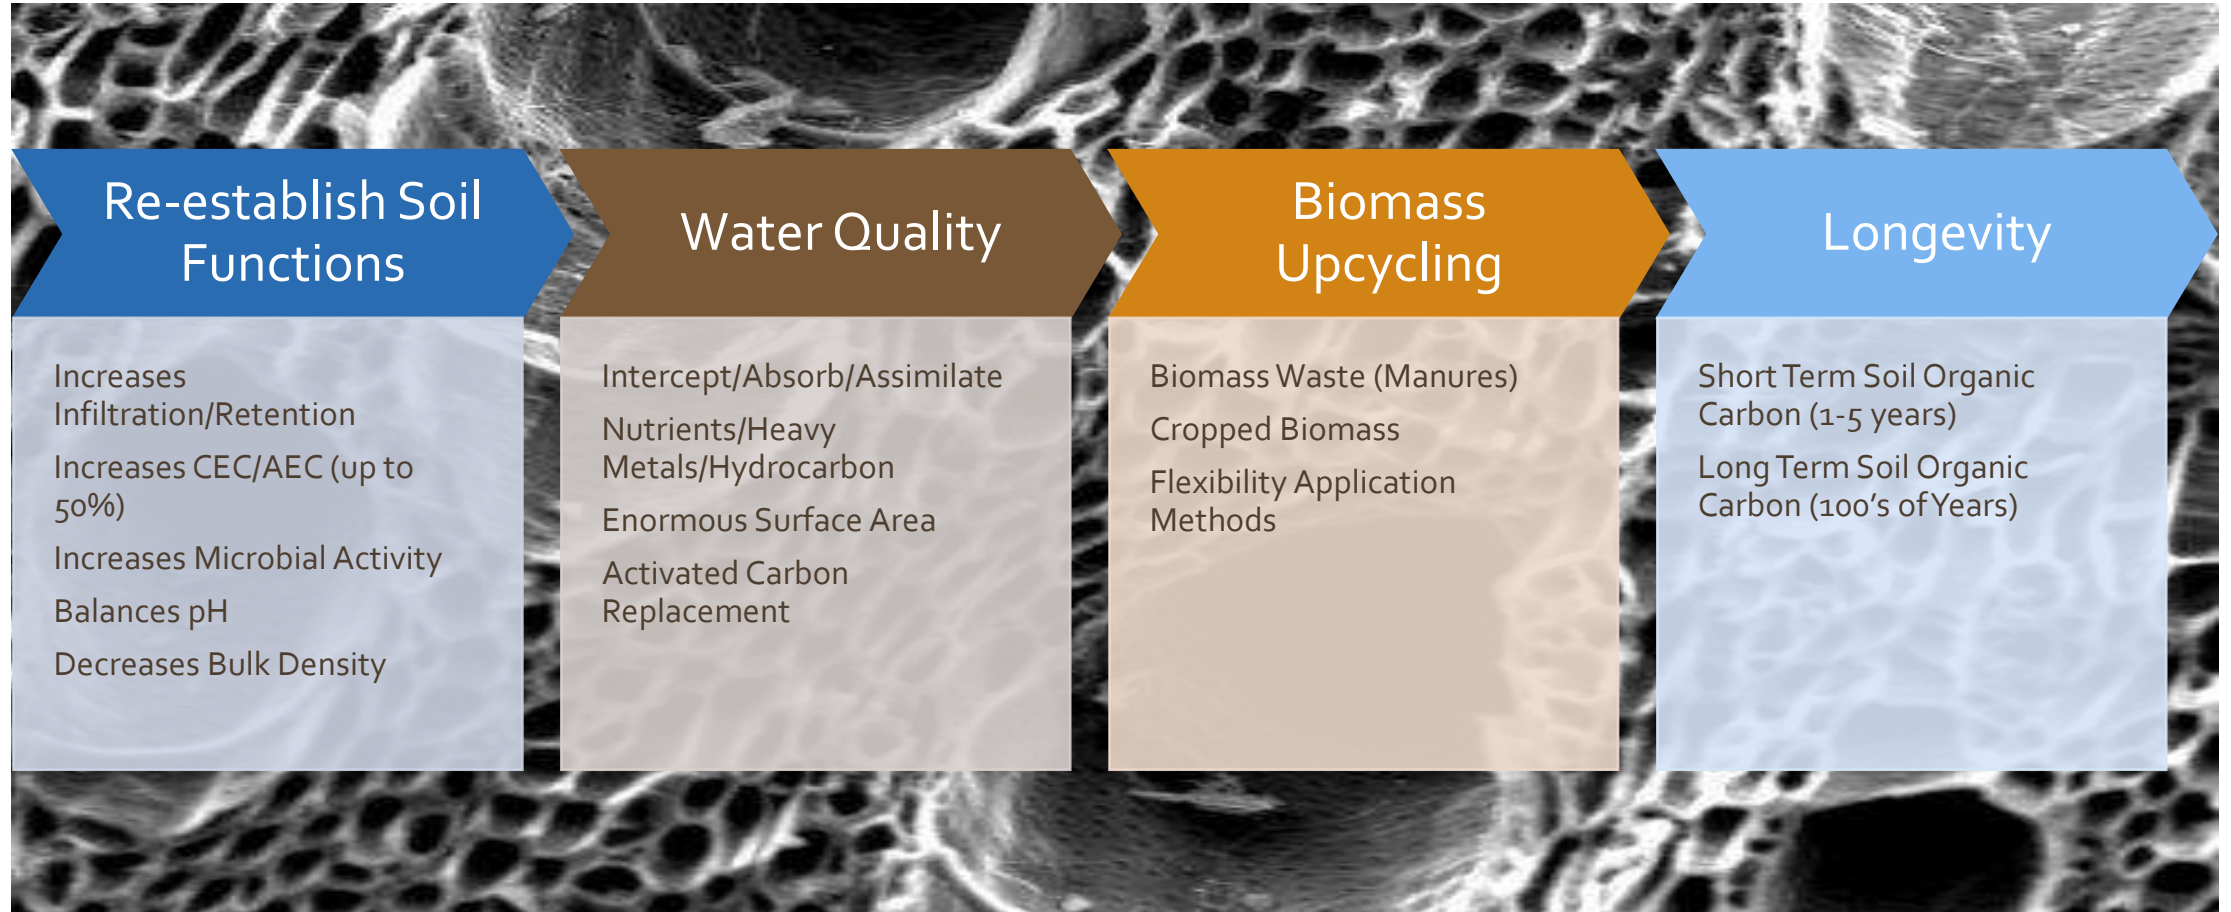 Re-establish Soil
Functions
Increases
Infiltration/Retention
Increases CEC/AEC (up to
50%)
Increases Microbial Activity
Balances pH
Decreases Bulk Density
Water Quality
Intercept/Absorb/Assimilate
Nutrients/Heavy
Metals/Hydrocarbon
Enormous Surface Area
Activated Carbon
Replacement
Biomass
Upcycling
Biomass Waste (Manures)
Cropped Biomass
Flexibility Application
Methods
Longevity
Short Term Soil Organic
Carbon (1-5 years)
Long Term Soil Organic
Carbon (100’s of Years)